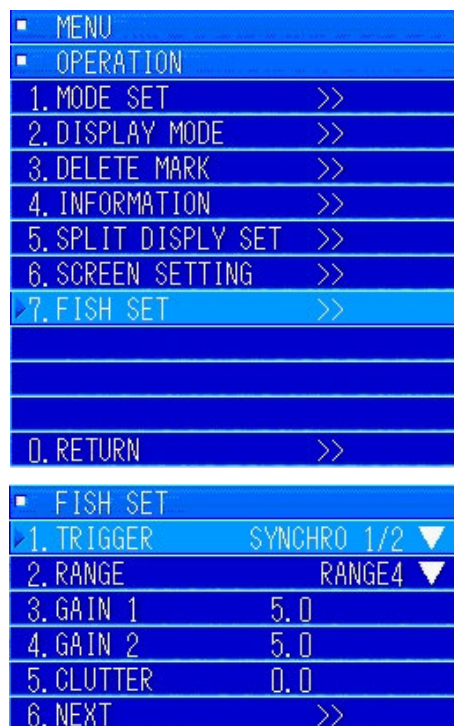 MENU
OPERATION
1. MODE SET >>
2. DISPLAY MODE >>
3. DELETE MARK >>
4. INFORMATION >>
5. SPLIT DISPLY SET >>
6. SCREEN SETTING >>
7. FISH SET >>
0. RETURN >>
FISH SET
1. TRIGGER SYNCHRO 1/2 ▼
2. RANGE RANGE4 ▼
3. GAIN 1 5.0
4. GAIN 2 5.0
5. CLUTTER 0.0
6. NEXT >>